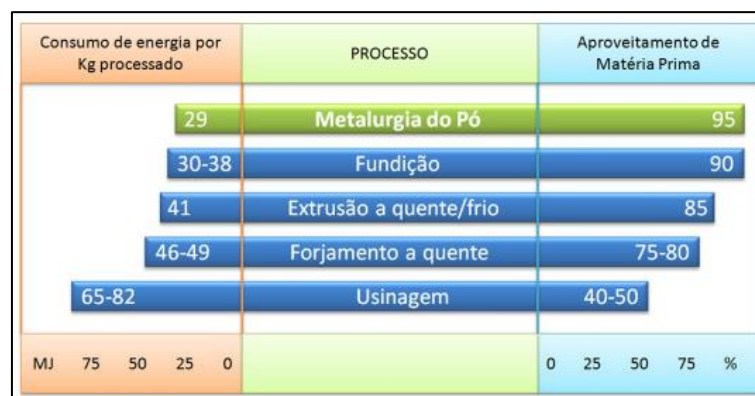 Consumo de energia por
Kg processado
PROCESSO
Aproveitamento de
Matéria Prima
29 Metalurgia do Pó 95
30-38 Fundição 90
41 Extrusão a quente/frio 85
46-49 Forjamento a quente 75-80
65-82 Usinagem 40-50
MJ 75 50 25 0 0 25 50 75 %